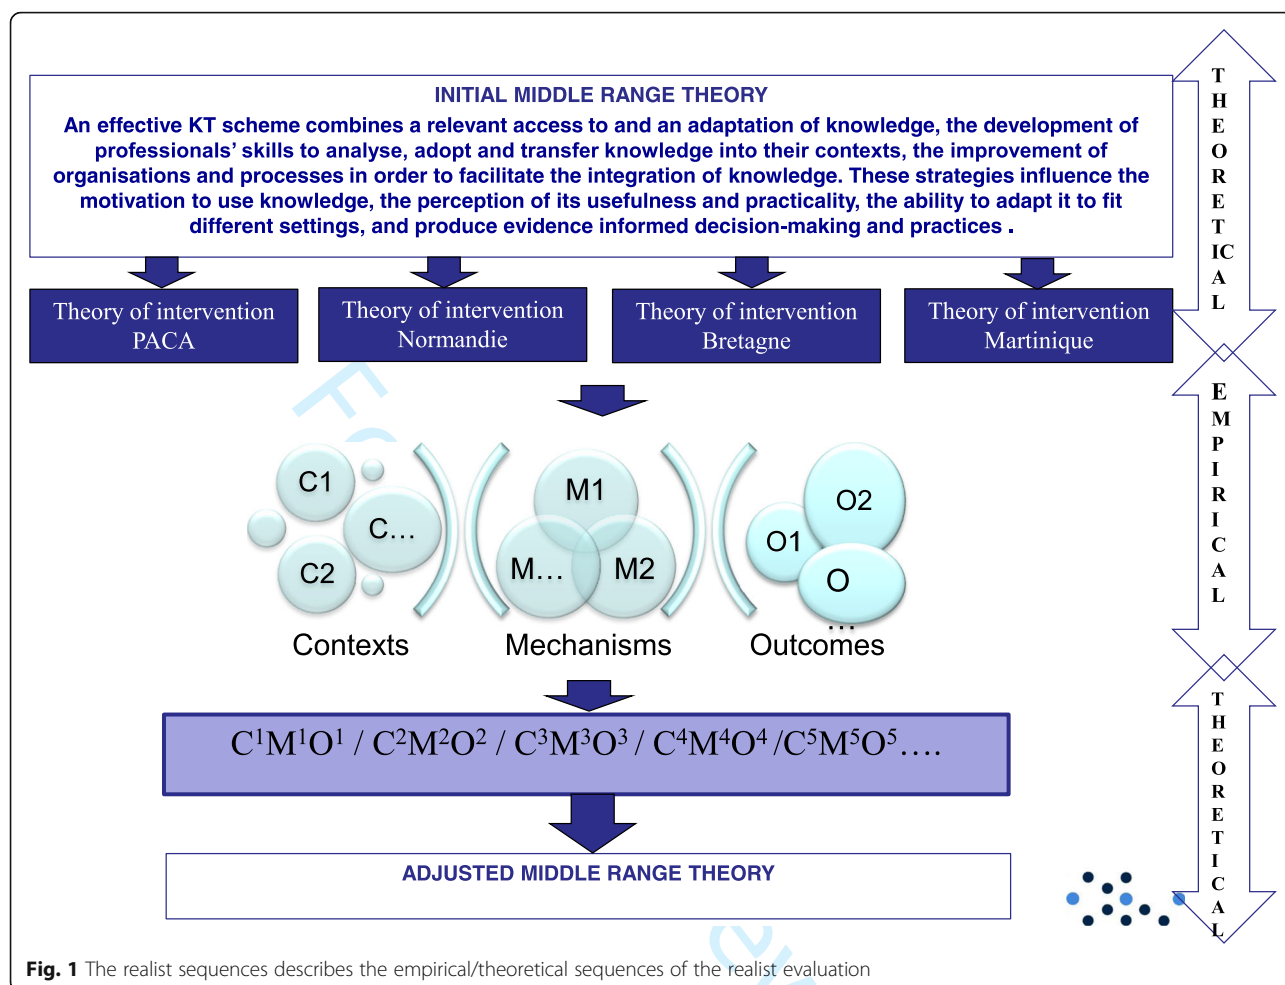 INITIAL MIDDLE RANGE THEORY
An effective KT scheme combines a relevant access to and an adaptation of knowledge, the development of
professionals' skills to analyse, adopt and transfer knowledge into their contexts, the improvement of
organisations and processes in order to facilitate the integration of knowledge. These strategies influence the
motivation to use knowledge, the perception of its usefulness and practicality, the ability to adapt it to fit
different settings, and produce evidence informed decision-making and practices .
THEORETICAL
Theory of intervention
PACA
Theory of intervention
Normandie
Theory of intervention
Bretagne
Theory of intervention
Martinique
EMPIRICAL
C1
C...
C2
Contexts
M1
M...
M2
Mechanisms
O1
O2
O
...
Outcomes
C¹M¹O¹ / C²M²O² / C³M³O³ / C⁴M⁴O⁴ /C⁵M⁵O⁵....
THEORETICAL
ADJUSTED MIDDLE RANGE THEORY
Fig. 1 The realist sequences describes the empirical/theoretical sequences of the realist evaluation